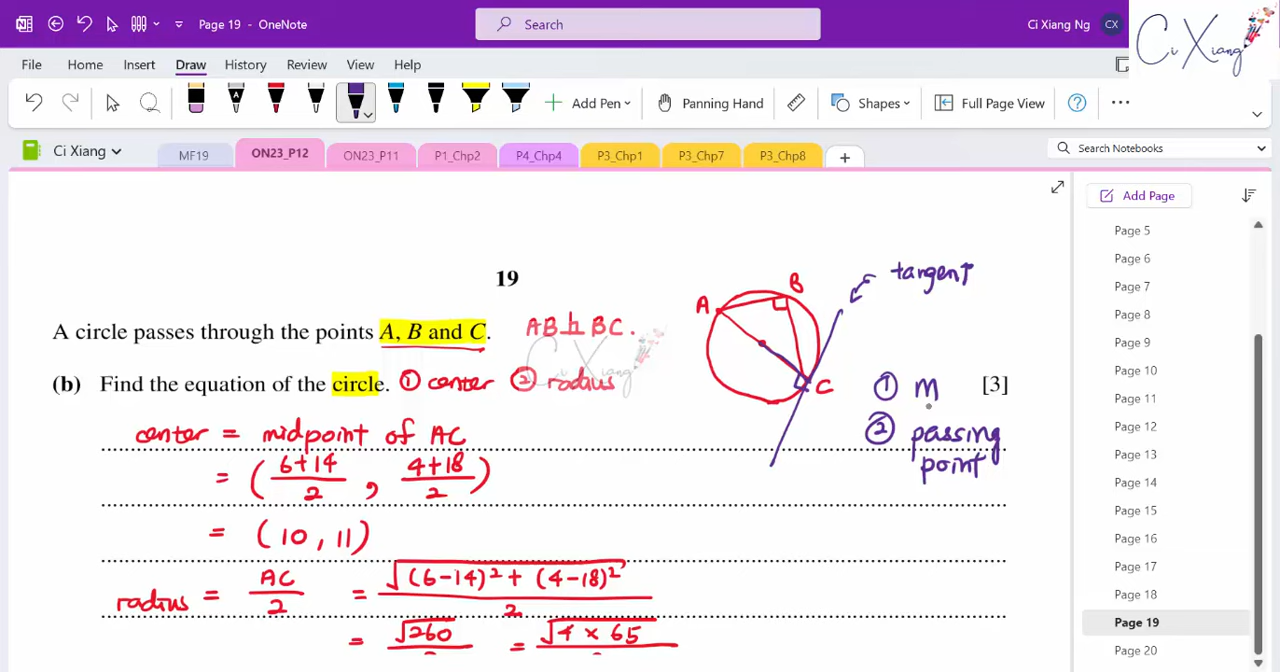 Page 19 - OneNote
Search
Ci Xiang Ng
CX
Ci Xiang
File Home Insert Draw History Review View Help
Add Pen
Panning Hand
Shapes
Full Page View
Ci Xiang
MF19
ON23_P12
ON23_P11
P1_Chp2
P4_Chp4
P3_Chp1
P3_Chp7
P3_Chp8
Search Notebooks
Add Page
Page 5
Page 6
Page 7
Page 8
Page 9
Page 10
Page 11
Page 12
Page 13
Page 14
Page 15
Page 16
Page 17
Page 18
Page 19
Page 20
19
A circle passes through the points A, B and C. AB ⊥ BC.
Ci Xiang
(b) Find the equation of the circle. ① center ② radius [3]
center = midpoint of AC
= (6+14/2, 4+18/2)
= (10, 11)
radius = AC/2 = √(6-14)² + (4-18)²/2
= √260 = √4 × 65
A
B
C
tangent
① m
② passing
point